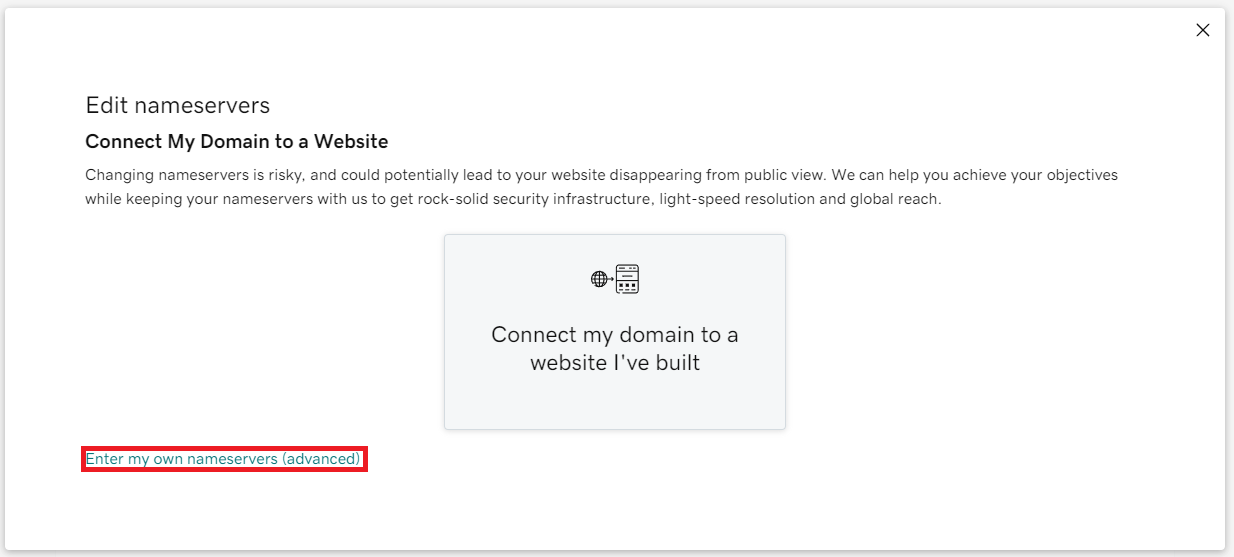 Edit nameservers
Connect My Domain to a Website
Changing nameservers is risky, and could potentially lead to your website disappearing from public view. We can help you achieve your objectives
while keeping your nameservers with us to get rock-solid security infrastructure, light-speed resolution and global reach.
Connect my domain to a
website I've built
Enter my own nameservers (advanced)